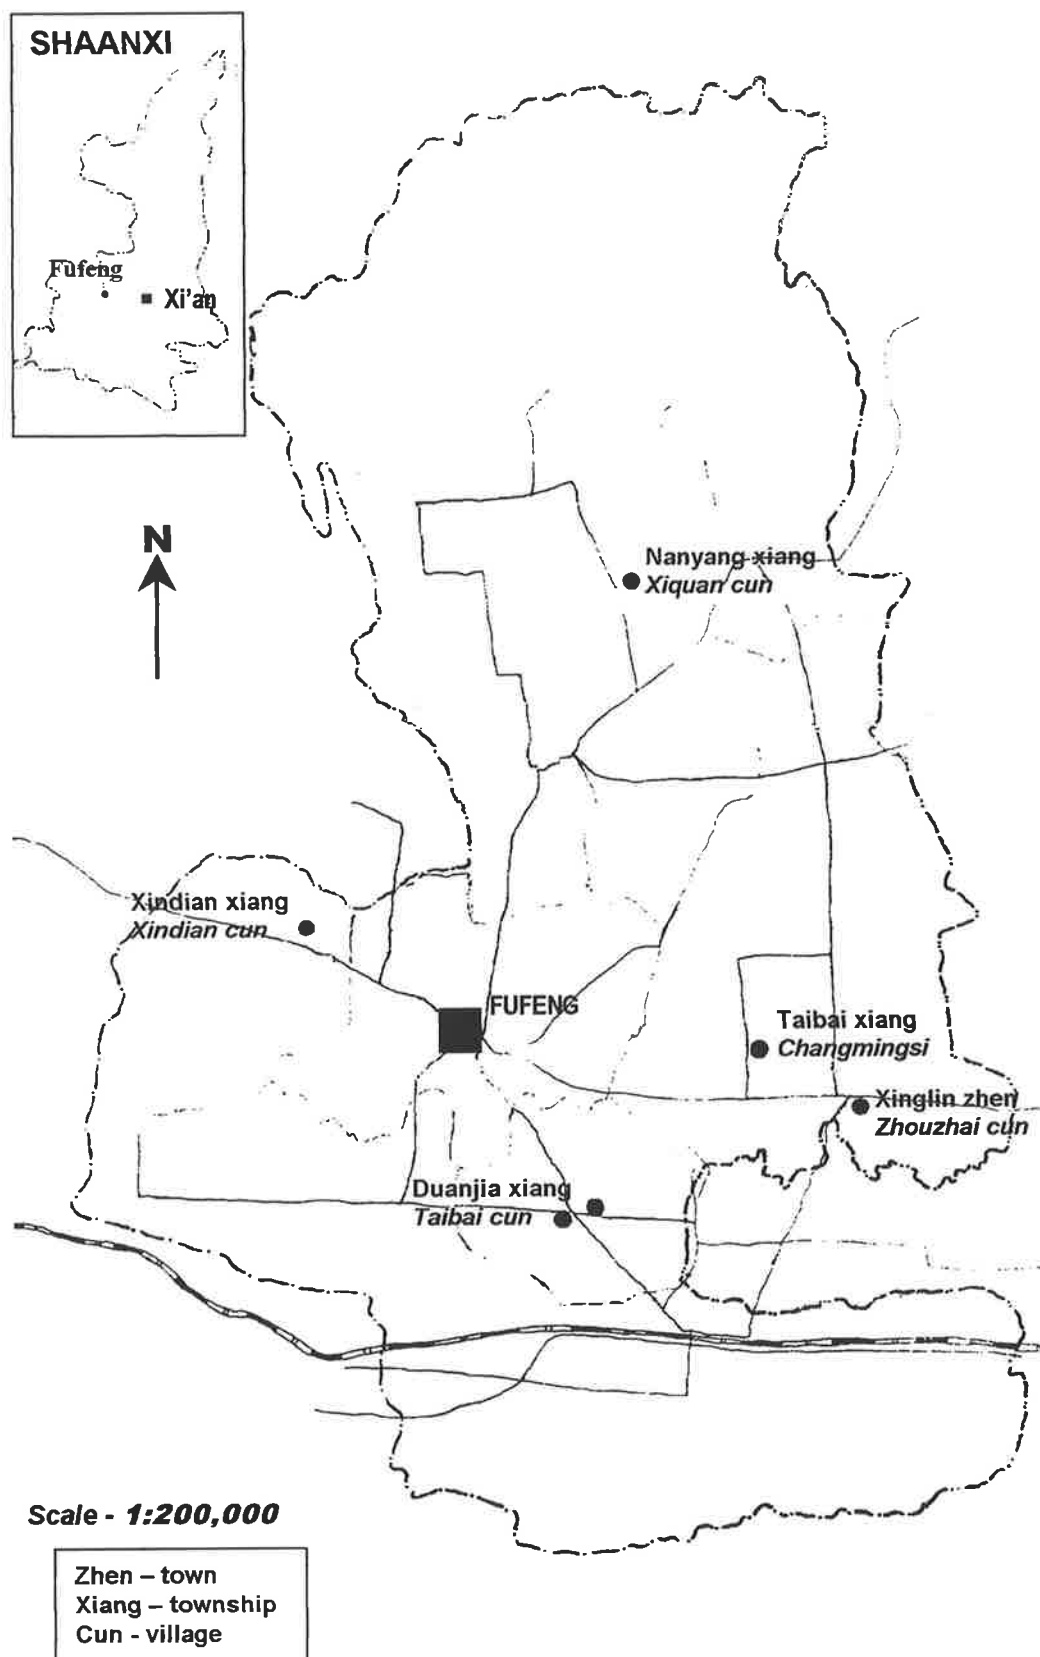 SHAANXI
Fufeng
Xi'an
N
Nanyang xiang
Xiquan cun
Xindian xiang
Xindian cun
FUFENG
Taibai xiang
Changmingsi
Xinglin zhen
Zhouzhai cun
Duanjia xiang
Taibai cun
Scale - 1:200,000
Zhen – town
Xiang – township
Cun - village